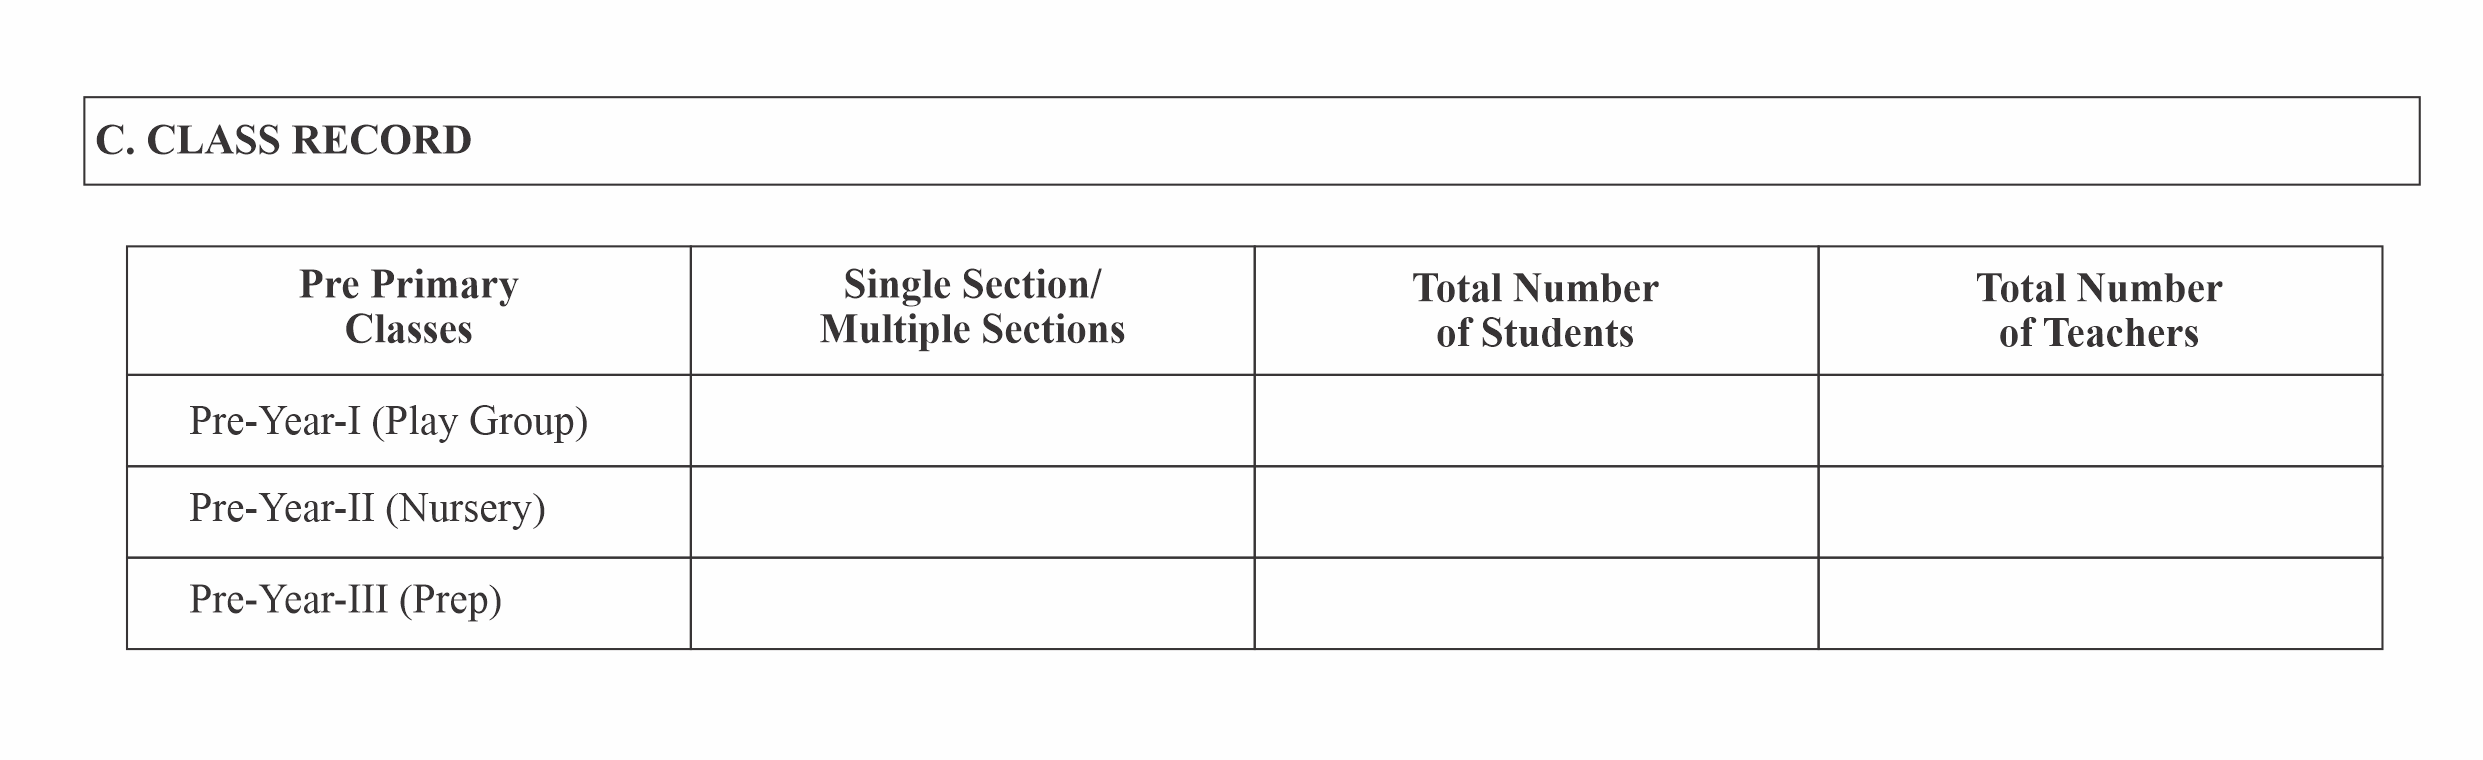 C. CLASS RECORD
Pre Primary
Classes
Single Section/
Multiple Sections
Total Number
of Students
Total Number
of Teachers
Pre-Year-I (Play Group)
Pre-Year-II (Nursery)
Pre-Year-III (Prep)